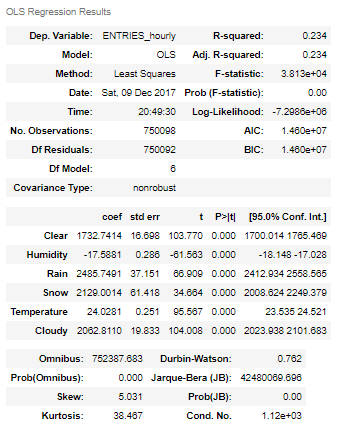 OLS Regression Results
Dep. Variable: ENTRIES_hourly R-squared: 0.234
Model: OLS Adj. R-squared: 0.234
Method: Least Squares F-statistic: 3.813e+04
Date: Sat, 09 Dec 2017 Prob (F-statistic): 0.00
Time: 20:49:30 Log-Likelihood: -7.2986e+06
No. Observations: 750098 AIC: 1.460e+07
Df Residuals: 750092 BIC: 1.460e+07
Df Model: 6
Covariance Type: nonrobust
coef std err t P>|t| [95.0% Conf. Int.]
Clear 1732.7414 16.698 103.770 0.000 1700.014 1765.469
Humidity -17.5881 0.286 -61.563 0.000 -18.148 -17.028
Rain 2485.7491 37.151 66.909 0.000 2412.934 2558.565
Snow 2129.0014 61.418 34.664 0.000 2008.624 2249.379
Temperature 24.0281 0.251 95.567 0.000 23.535 24.521
Cloudy 2062.8110 19.833 104.008 0.000 2023.938 2101.683
Omnibus: 752387.683 Durbin-Watson: 0.762
Prob(Omnibus): 0.000 Jarque-Bera (JB): 42480069.696
Skew: 5.031 Prob(JB): 0.00
Kurtosis: 38.467 Cond. No. 1.12e+03